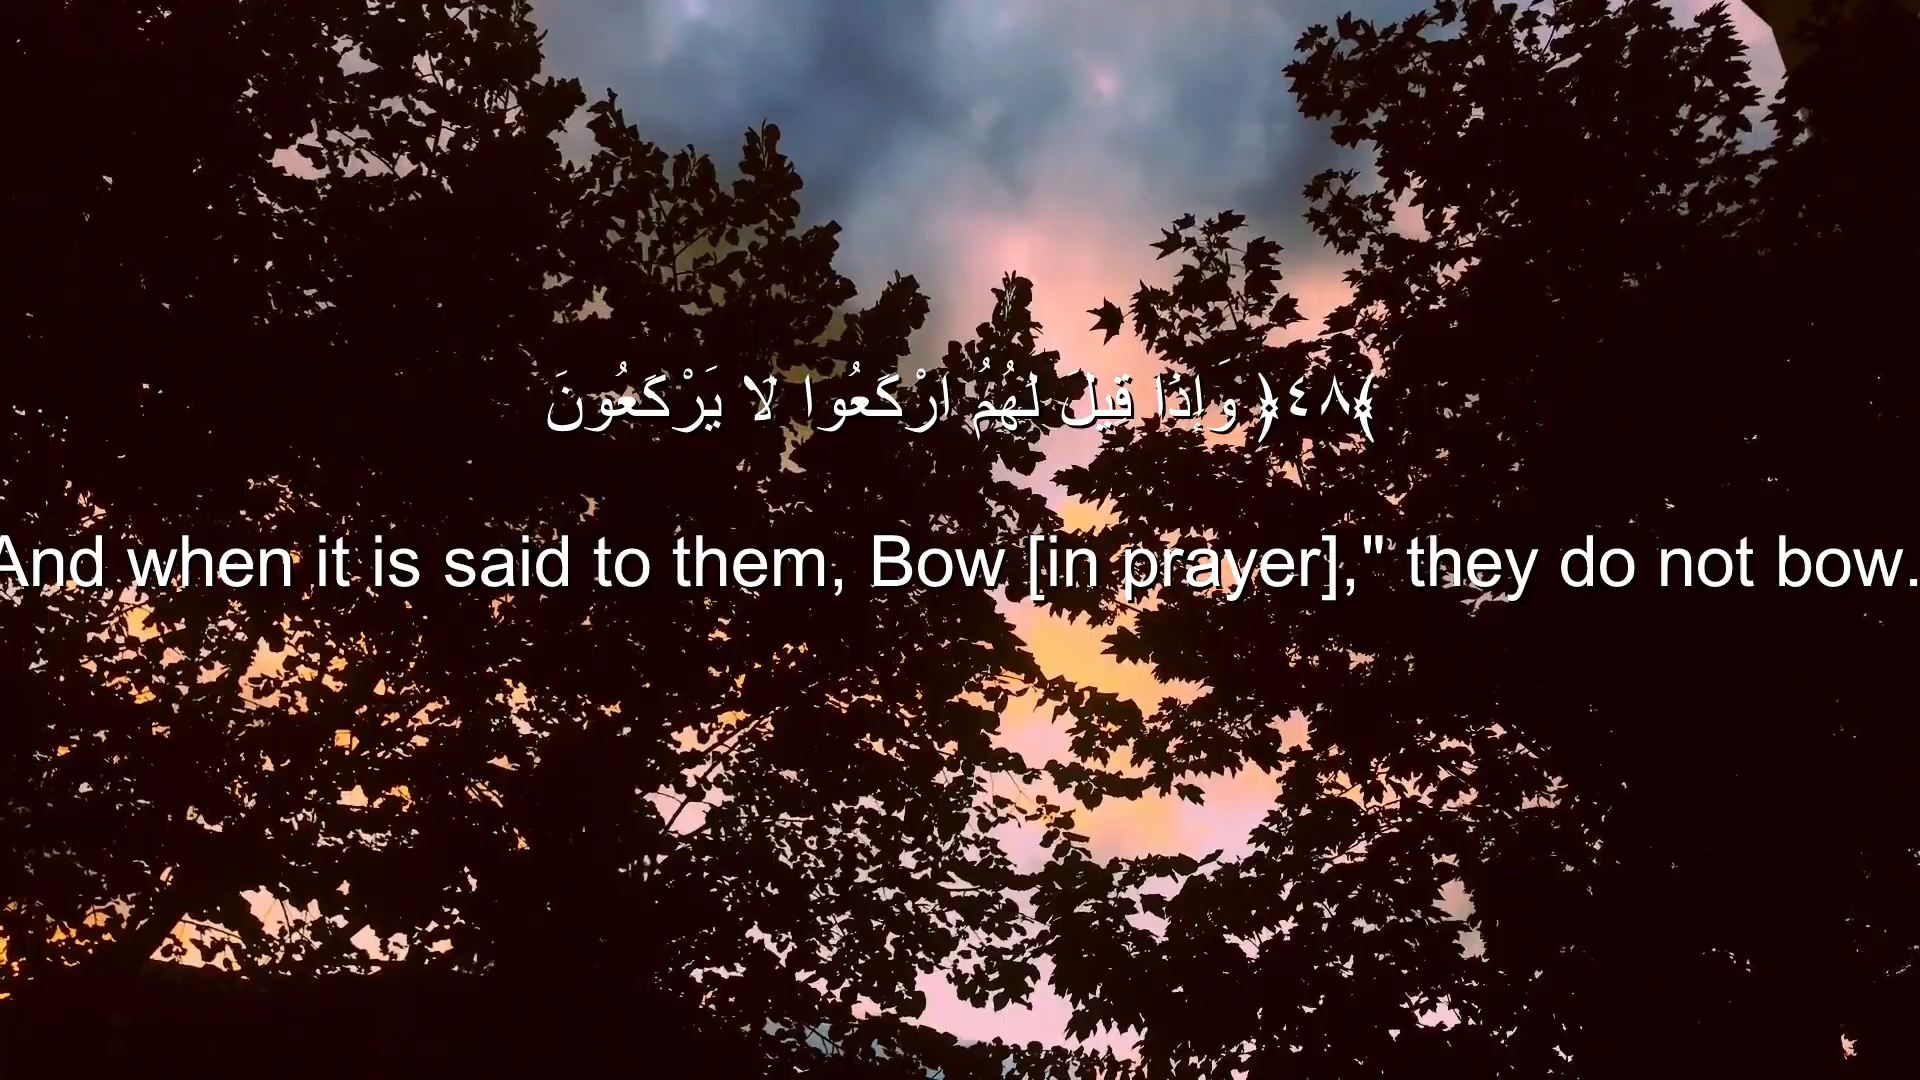 ﴿٤٨﴾ وَإِذَا قِيلَ لَهُمُ ارْكَعُوا لَا يَرْكَعُونَ
And when it is said to them, Bow [in prayer]," they do not bow.